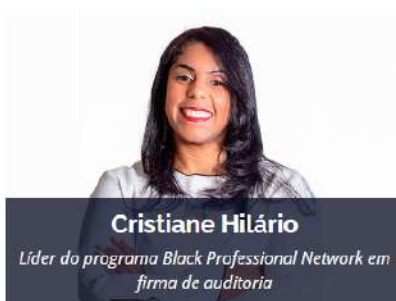 Cristiane Hilário
Líder do programa Black Professional Network em
firma de auditoria